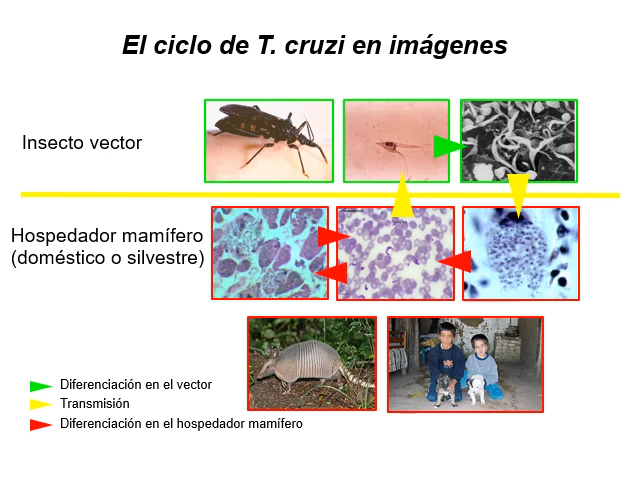 El ciclo de T. cruzi en imágenes
Insecto vector
Hospedador mamífero
(doméstico o silvestre)
Diferenciación en el vector
Transmisión
Diferenciación en el hospedador mamífero